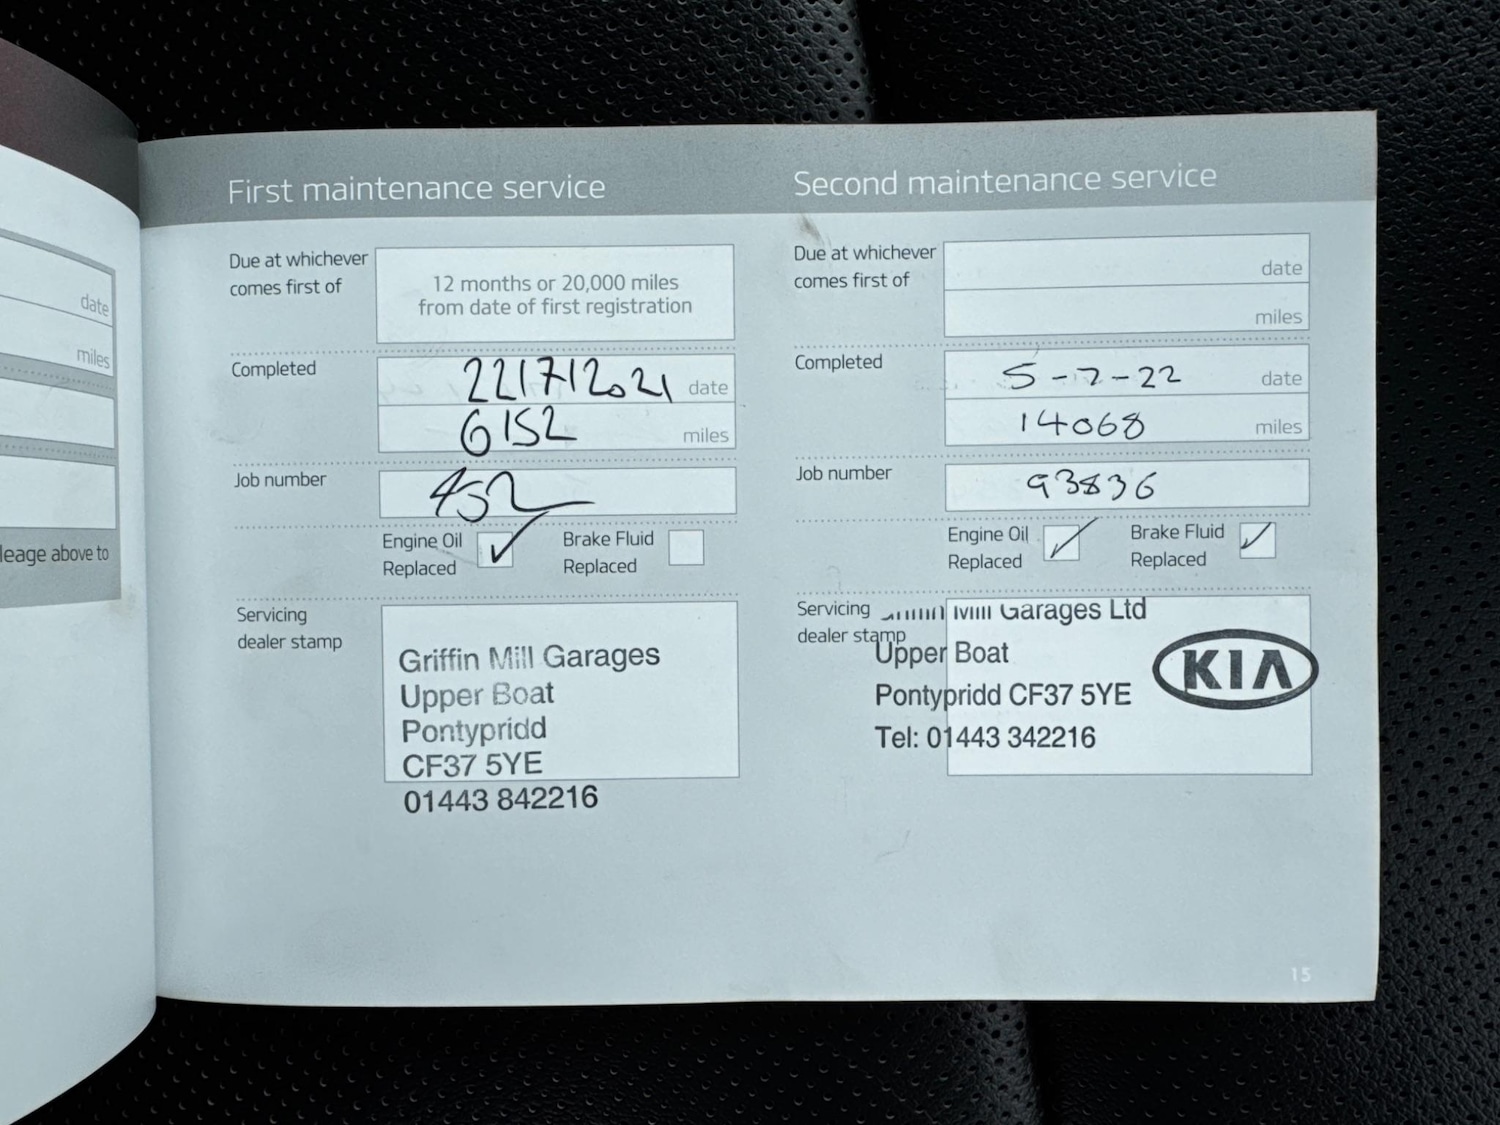 date
miles
leage above to
First maintenance service
Due at whichever
comes first of
12 months or 20,000 miles
from date of first registration
Completed
22/7/2021 date
6152 miles
Job number
452
Engine Oil
Replaced
Brake Fluid
Replaced
Servicing
dealer stamp
Griffin Mill Garages
Upper Boat
Pontypridd
CF37 5YE
01443 842216
Second maintenance service
Due at whichever
comes first of
date
miles
Completed
5-7-22 date
14068 miles
Job number
93836
Engine Oil
Replaced
Brake Fluid
Replaced
Servicing
dealer stamp
Mill Garages Ltd
Upper Boat
Pontypridd CF37 5YE
Tel: 01443 342216
KIA
15